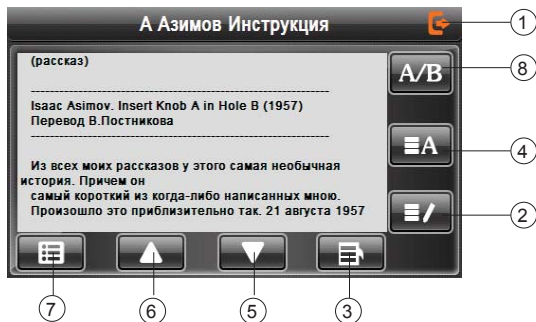 А Азимов Инструкция
1
(рассказ)
A/B
8
----------------------------------------------------------------
Isaac Asimov. Insert Knob A in Hole B (1957)
Перевод В.Постникова
----------------------------------------------------------------
A
4
Из всех моих рассказов у этого самая необычная
история. Причем он
самый короткий из когда-либо написанных мною.
Произошло это приблизительно так. 21 августа 1957
2
7
6
5
3